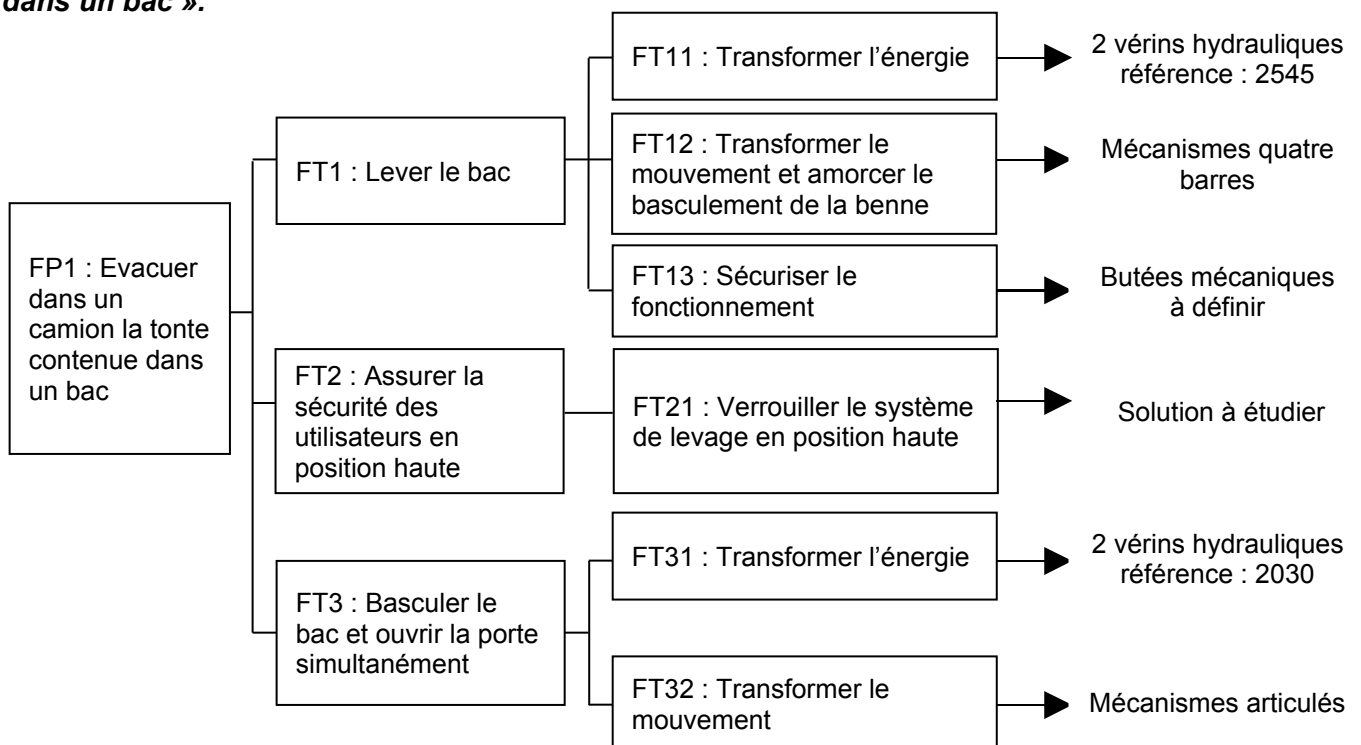 dans un bac ».
FP1 : Evacuer
dans un
camion la tonte
contenue dans
un bac
FT1 : Lever le bac
FT11 : Transformer l’énergie
2 vérins hydrauliques
référence : 2545
FT12 : Transformer le
mouvement et amorcer le
basculement de la benne
Mécanismes quatre
barres
FT13 : Sécuriser le
fonctionnement
Butées mécaniques
à définir
FT2 : Assurer la
sécurité des
utilisateurs en
position haute
FT21 : Verrouiller le système
de levage en position haute
Solution à étudier
FT3 : Basculer le
bac et ouvrir la porte
simultanément
FT31 : Transformer l’énergie
2 vérins hydrauliques
référence : 2030
FT32 : Transformer le
mouvement
Mécanismes articulés